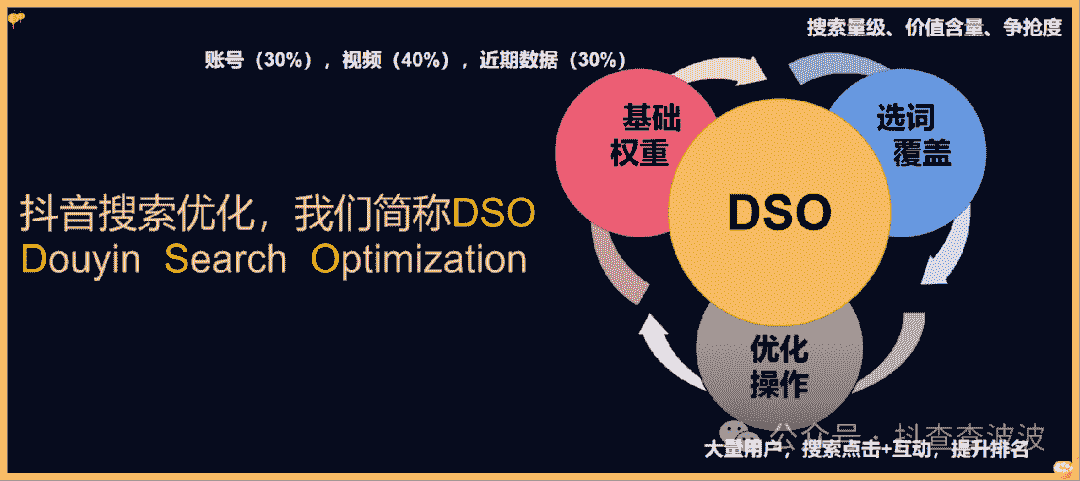 搜索量级、价值含量、争抢度
账号（30%），视频（40%），近期数据（30%）
基础
权重
选词
覆盖
DSO
抖音搜索优化，我们简称DSO
Douyin Search Optimization
优化
操作
公众号·抖查查波波
大量用户，搜索点击+互动，提升排名